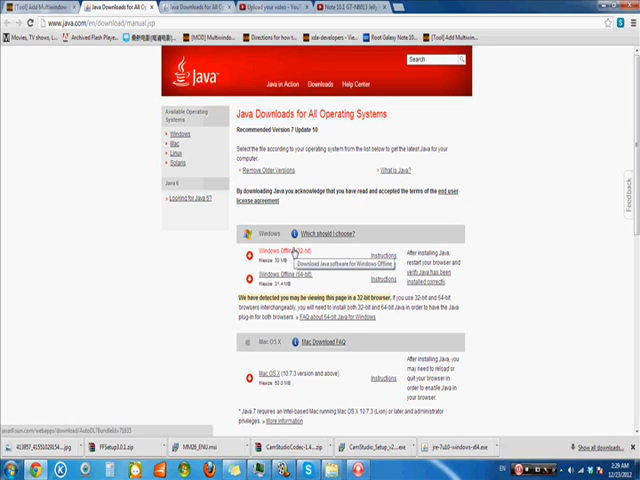 [Tool] Add Multiwin..
Java Downloads for All O
Java Downloads for All Op
Upload your video - YouT
Note 10.1 GT-N8013 Jelly
www.java.com/en/download/manual.jsp
Movies, TV shows, L..
Archived Flash Playe..
[MOD] Multiwindo...
Directions for how to...
xda-developers - Vie...
Root Galaxy Note 10...
[Tool] Add Multiwin...
Search
Java
Java in Action
Downloads
Help Center
Available Operating
Systems
Windows
Mac
Linux
Solaris
Java 6
Looking for Java 6?
Java Downloads for All Operating Systems
Recommended Version 7 Update 10
Select the file according to your operating system from the list below to get the latest Java for your
computer.
Remove Older Versions
What is Java?
By downloading Java you acknowledge that you have read and accepted the terms of the end user
license agreement
Feedback
Windows
Which should I choose?
Windows Offline (32-bit)
filesize: 30 MB
Instructions
Download Java software for Windows Offline
Windows Offline (64-bit)
filesize: 31.4 MB
Instructions
After installing Java,
restart your browser and
verify Java has been
installed correctly.
We have detected you may be viewing this page in a 32-bit browser. If you use 32-bit and 64-bit
browsers interchangeably, you will need to install both 32-bit and 64-bit Java in order to have the Java
plug-in for both browsers. » FAQ about 64-bit Java for Windows
Mac OS X
Mac Download FAQ
Mac OS X (10.7.3 version and above)
filesize: 50.0 MB
Instructions
After installing Java, you
may need to reload or
quit your browser in
order to enable Java in
your browser.
* Java 7 requires an Intel-based Mac running Mac OS X 10.7.3 (Lion) or later and administrator
privileges. » More information
FFSetup3.0.1.zip
MM26_ENU.msi
CamStudioCodec-1.4....zip
CamStudio_Setup_v2....exe
jre-7u10-windows-x64.exe
Show all downloads...
EN
2:29 AM
12/23/2012